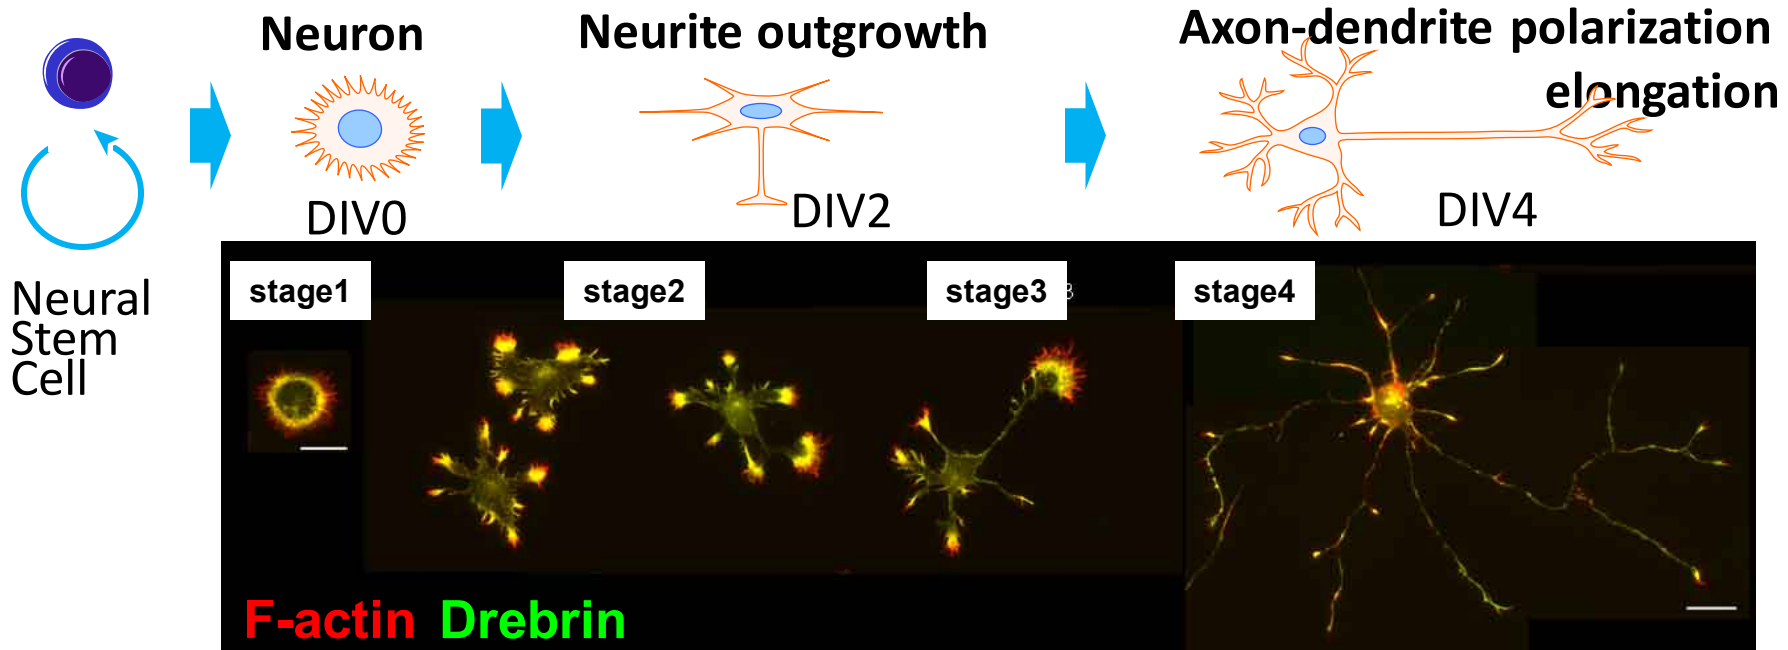 Neuron
Neurite outgrowth
Axon-dendrite polarization
elongation
DIV0
DIV2
DIV4
Neural
Stem
Cell
stage1
stage2
stage3
stage4
F-actin Drebrin